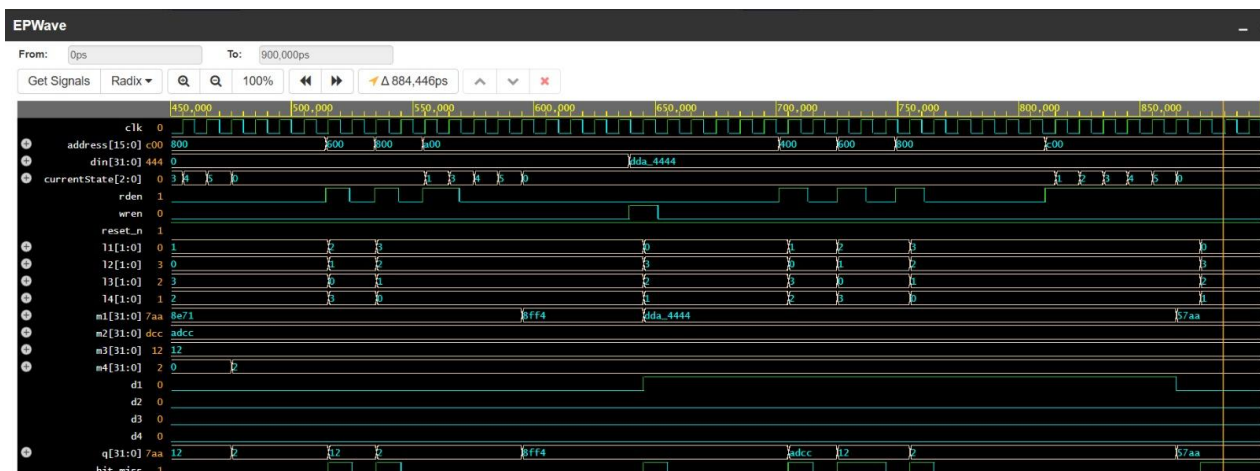 EPWave
From: 0ps To: 900,000ps
Get Signals Radix 100% Δ 884,446ps
450,000 500,000 550,000 600,000 650,000 700,000 750,000 800,000 850,000
clk 0
address[15:0] c00 800 600 800 a00 400 600 800 c00
din[31:0] 444 0 dda_4444
currentState[2:0] 0 3 4 5 0 1 3 4 5 0 1 2 3 4 5 0
rden 1
wren 0
reset_n 1
l1[1:0] 0 1 2 3 0 1 2 3 0
l2[1:0] 3 0 1 2 3 0 1 2 3
l3[1:0] 2 3 0 1 2 3 0 1 2
l4[1:0] 1 2 3 0 1 2 3 0 1
m1[31:0] 7aa 8e71 8ff4 dda_4444 57aa
m2[31:0] dcc adcc
m3[31:0] 12 12
m4[31:0] 2 0 2
d1 0
d2 0
d3 0
d4 0
q[31:0] 7aa 12 2 12 2 8ff4 adcc 12 2 57aa
hit_miss 1